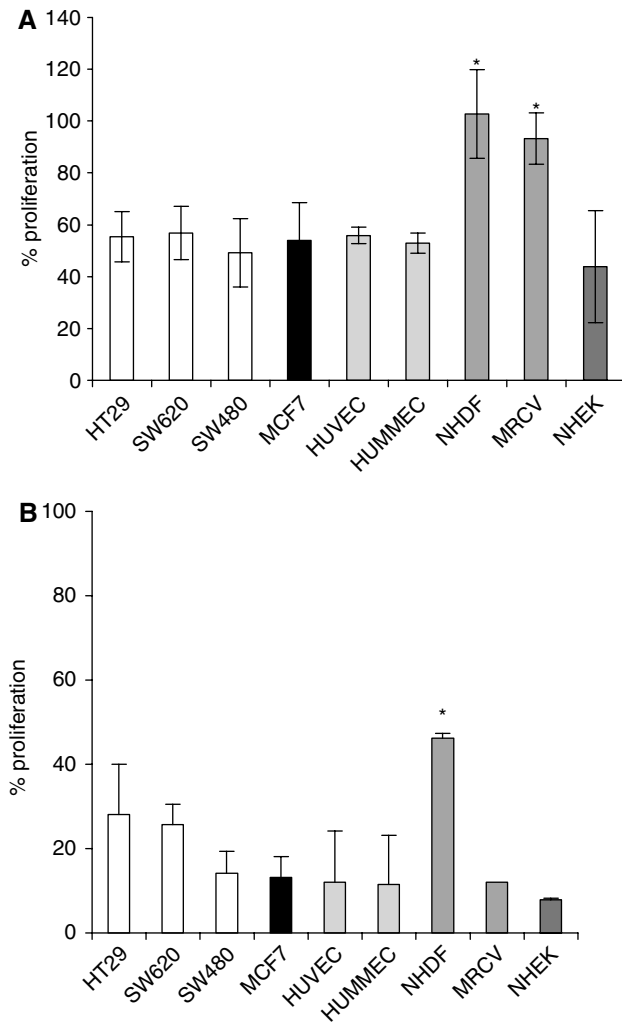 A
140
120
100
80
60
40
20
0
% proliferation
*
*
HT29
SW620
SW480
MCF7
HUVEC
HUMMEC
NHDF
MRCV
NHEK
B
100
80
60
40
20
0
% proliferation
*
HT29
SW620
SW480
MCF7
HUVEC
HUMMEC
NHDF
MRCV
NHEK